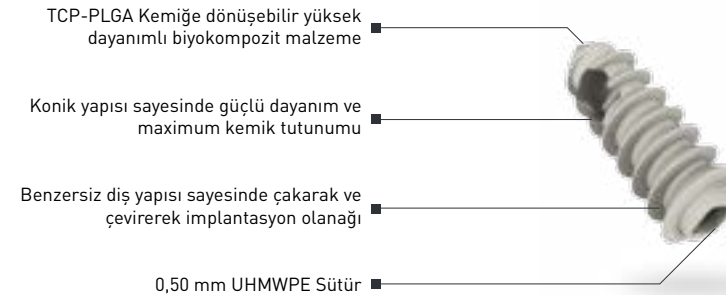 TCP-PLGA Kemiğe dönüşebilir yüksek
dayanımlı biyokompozit malzeme
Konik yapısı sayesinde güçlü dayanım ve
maximum kemik tutunumu
Benzersiz diş yapısı sayesinde çakarak ve
çevirerek implantasyon olanağı
0,50 mm UHMWPE Sütür